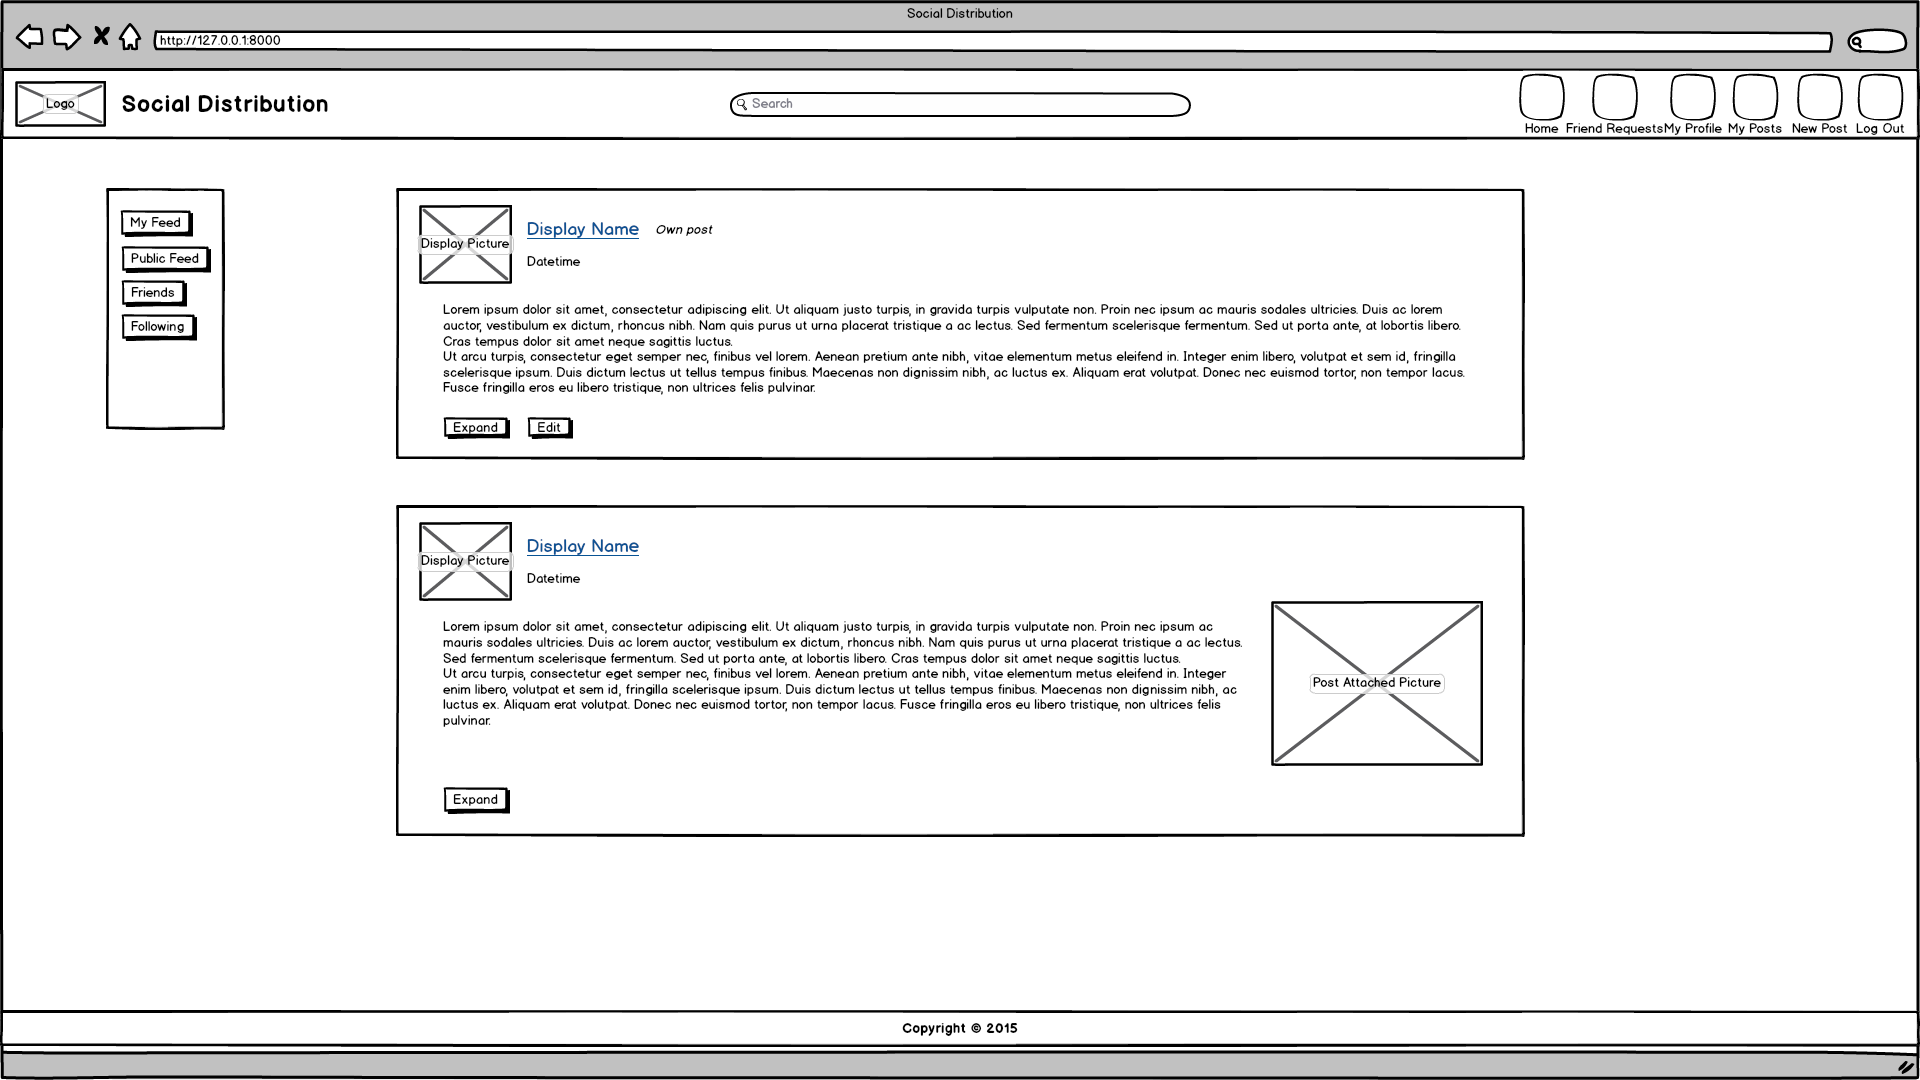 Social Distribution
http://127.0.0.1:8000
Logo
Social Distribution
Search
Home
Friend Requests
My Profile
My Posts
New Post
Log Out
My Feed
Public Feed
Friends
Following
Display Picture
Display Name
Own post
Datetime
Lorem ipsum dolor sit amet, consectetur adipiscing elit. Ut aliquam justo turpis, in gravida turpis vulputate non. Proin nec ipsum ac mauris sodales ultricies. Duis ac lorem
auctor, vestibulum ex dictum, rhoncus nibh. Nam quis purus ut urna placerat tristique a ac lectus. Sed fermentum scelerisque fermentum. Sed ut porta ante, at lobortis libero.
Cras tempus dolor sit amet neque sagittis luctus.
Ut arcu turpis, consectetur eget semper nec, finibus vel lorem. Aenean pretium ante nibh, vitae elementum metus eleifend in. Integer enim libero, volutpat et sem id, fringilla
scelerisque ipsum. Duis dictum lectus ut tellus tempus finibus. Maecenas non dignissim nibh, ac luctus ex. Aliquam erat volutpat. Donec nec euismod tortor, non tempor lacus.
Fusce fringilla eros eu libero tristique, non ultrices felis pulvinar.
Expand
Edit
Display Picture
Display Name
Datetime
Lorem ipsum dolor sit amet, consectetur adipiscing elit. Ut aliquam justo turpis, in gravida turpis vulputate non. Proin nec ipsum ac
mauris sodales ultricies. Duis ac lorem auctor, vestibulum ex dictum, rhoncus nibh. Nam quis purus ut urna placerat tristique a ac lectus.
Sed fermentum scelerisque fermentum. Sed ut porta ante, at lobortis libero. Cras tempus dolor sit amet neque sagittis luctus.
Ut arcu turpis, consectetur eget semper nec, finibus vel lorem. Aenean pretium ante nibh, vitae elementum metus eleifend in. Integer
enim libero, volutpat et sem id, fringilla scelerisque ipsum. Duis dictum lectus ut tellus tempus finibus. Maecenas non dignissim nibh, ac
luctus ex. Aliquam erat volutpat. Donec nec euismod tortor, non tempor lacus. Fusce fringilla eros eu libero tristique, non ultrices felis
pulvinar.
Post Attached Picture
Expand
Copyright © 2015